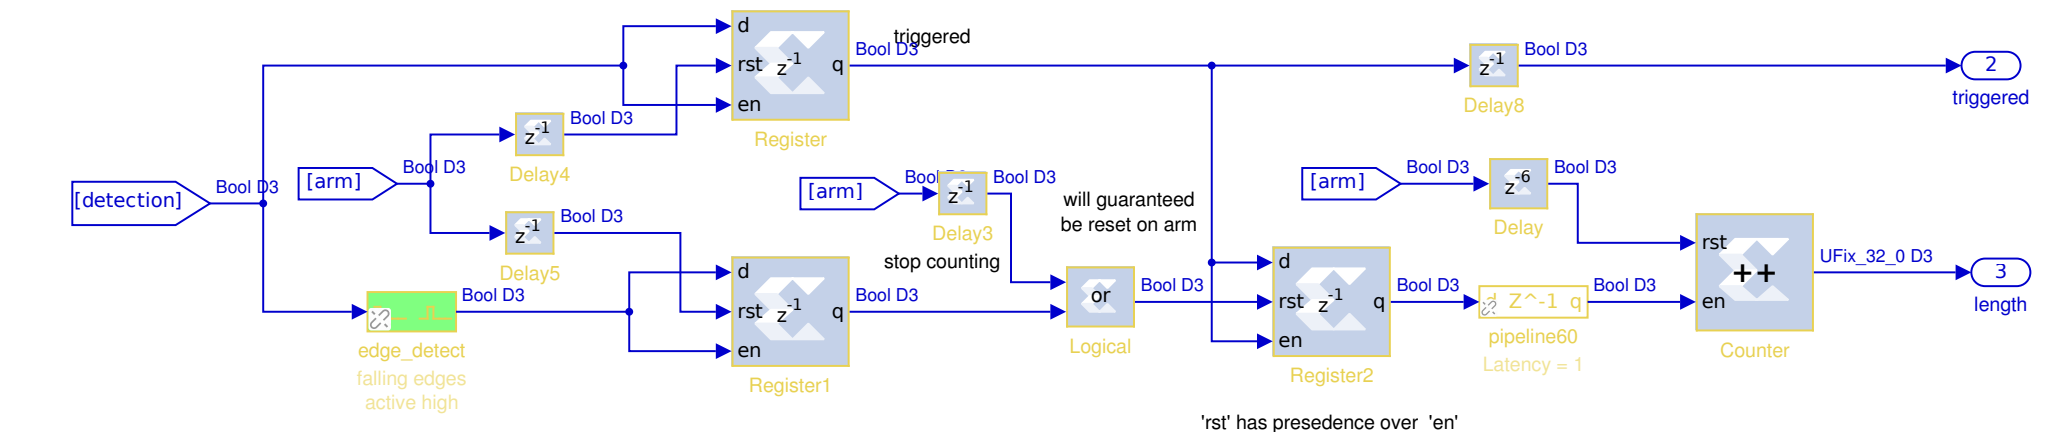 d
triggered
Bool D3
Bool D3
rst
z-1
q
z-1
2
en
Delay8
triggered
Bool D3
z-1
Register
Delay4
Bool D3
[arm]
Bool D3
[detection]
Bool D3
[arm]
z-1
Bool D3
will guaranteed
be reset on arm
[arm]
Bool D3
z-6
Bool D3
Delay
z-1
Bool D3
Delay5
Delay3
stop counting
d
rst
z-1
q
en
Register1
Bool D3
Bool D3
edge_detect
falling edges
active high
or
Logical
Bool D3
d
rst
z-1
q
en
Register2
Bool D3
d Z^-1 q
pipeline60
Latency = 1
Bool D3
rst
++
en
Counter
UFix_32_0 D3
3
length
'rst' has presedence over 'en'